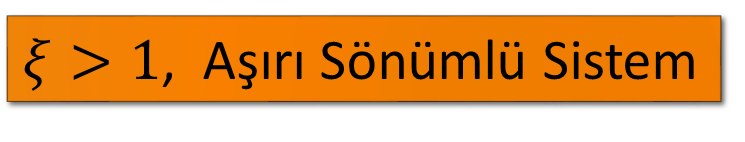 ξ > 1, Aşırı Sönümlü Sistem